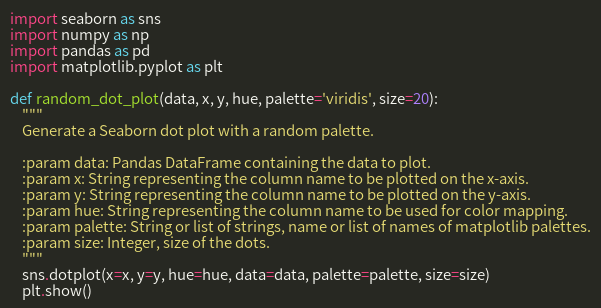 import seaborn as sns
import numpy as np
import pandas as pd
import matplotlib.pyplot as plt
def random_dot_plot(data, x, y, hue, palette='viridis', size=20):
"""
Generate a Seaborn dot plot with a random palette.
:param data: Pandas DataFrame containing the data to plot.
:param x: String representing the column name to be plotted on the x-axis.
:param y: String representing the column name to be plotted on the y-axis.
:param hue: String representing the column name to be used for color mapping.
:param palette: String or list of strings, name or list of names of matplotlib palettes.
:param size: Integer, size of the dots.
"""
sns.dotplot(x=x, y=y, hue=hue, data=data, palette=palette, size=size)
plt.show()